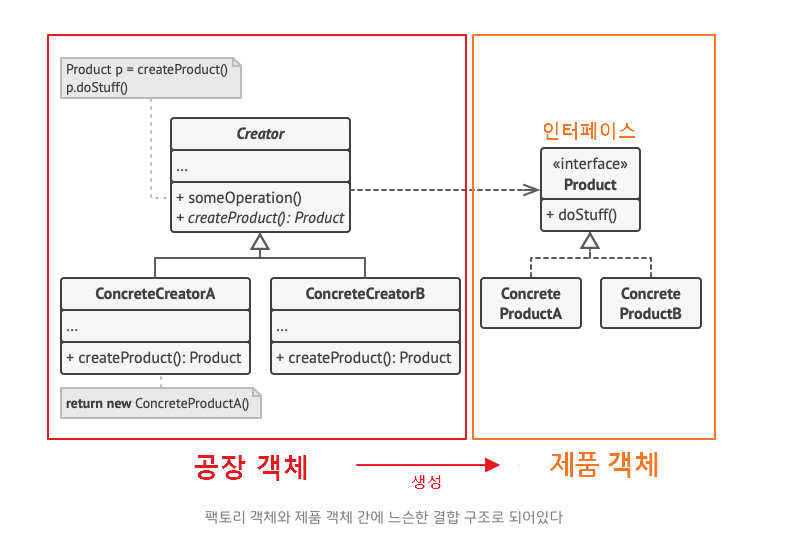 Product p = createProduct()
p.doStuff()
Creator
...
+ someOperation()
+ createProduct(): Product
인터페이스
«interface»
Product
+ doStuff()
ConcreteCreatorA
...
+ createProduct(): Product
ConcreteCreatorB
...
+ createProduct(): Product
Concrete
ProductA
Concrete
ProductB
return new ConcreteProductA()
공장 객체
생성
제품 객체
팩토리 객체와 제품 객체 간에 느슨한 결합 구조로 되어있다